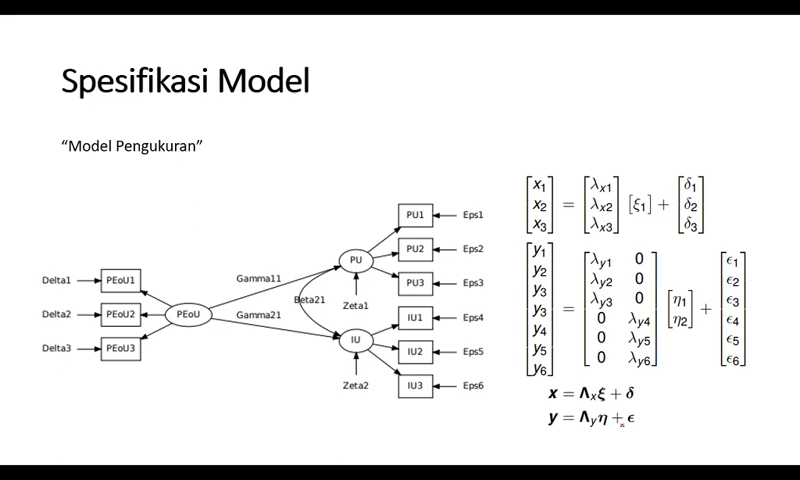 Spesifikasi Model
“Model Pengukuran”
PU1
Eps1
PU2
Eps2
PU
PU3
Eps3
Delta1
PEoU1
Gamma11
Beta21
Zeta1
Delta2
PEoU2
PEoU
Gamma21
IU1
Eps4
Delta3
PEoU3
IU
IU2
Eps5
Zeta2
IU3
Eps6
[x₁ x₂ x₃] = [λx1 λx2 λx3] [ξ₁] + [δ₁ δ₂ δ₃]
[y₁ y₂ y₃ y₃ y₄ y₅ y₆] = [λy1 0 λy2 0 λy3 0 0 λy4 0 λy5 0 λy6] [η₁ η₂] + [ϵ₁ ϵ₂ ϵ₃ ϵ₄ ϵ₅ ϵ₆]
x = Λxξ + δ
y = Λyη + ϵ